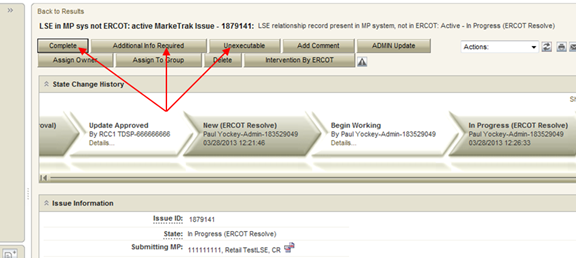 Back to Results
LSE in MP sys not ERCOT: active MarkeTrak Issue - 1879141: LSE relationship record present in MP system, not in ERCOT: Active - In Progress (ERCOT Resolve)
Complete Additional Info Required Unexecutable Add Comment ADMIN Update Actions:
Assign Owner Assign To Group Delete Intervention By ERCOT
State Change History
Update Approved New (ERCOT Resolve) Begin Working In Progress (ERCOT Resolve)
oval) By RCC1 TDSP-666666666 Paul Yockey-Admin-183529049 Paul Yockey-Admin-183529049 Paul Yockey-Admin-183529049
Details... 03/28/2013 12:21:46 Details... 03/28/2013 12:26:33
Issue Information
Issue ID: 1879141
State: In Progress (ERCOT Resolve)
Submitting MP: 111111111, Retail TestLSE, CR